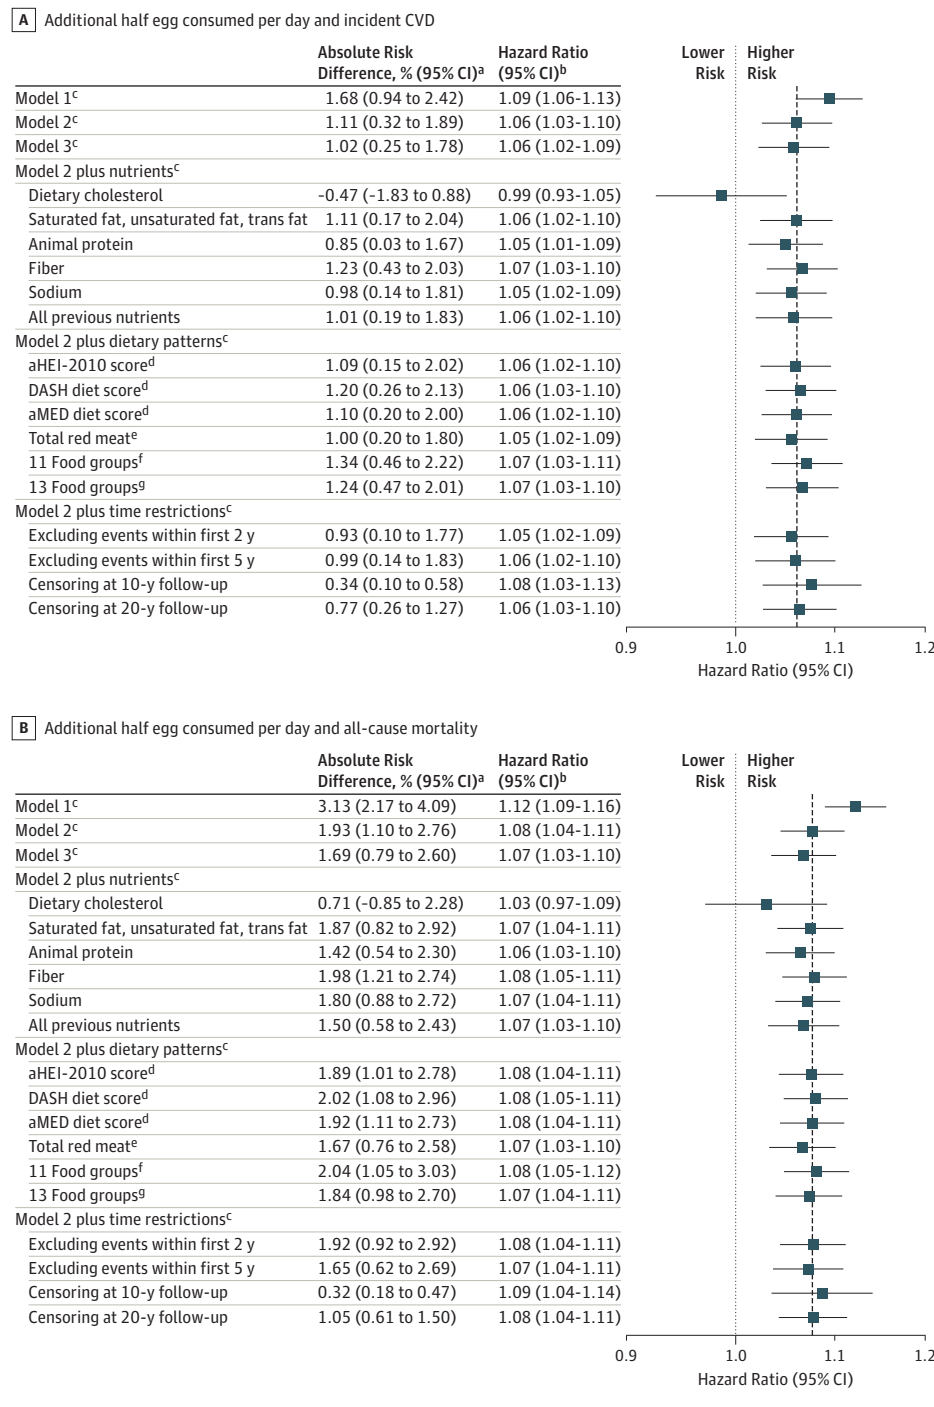 A Additional half egg consumed per day and incident CVD
Absolute Risk Difference, % (95% CI)a Hazard Ratio (95% CI)b Lower Risk Higher Risk
Model 1c 1.68 (0.94 to 2.42) 1.09 (1.06-1.13)
Model 2c 1.11 (0.32 to 1.89) 1.06 (1.03-1.10)
Model 3c 1.02 (0.25 to 1.78) 1.06 (1.02-1.09)
Model 2 plus nutrientsc
Dietary cholesterol -0.47 (-1.83 to 0.88) 0.99 (0.93-1.05)
Saturated fat, unsaturated fat, trans fat 1.11 (0.17 to 2.04) 1.06 (1.02-1.10)
Animal protein 0.85 (0.03 to 1.67) 1.05 (1.01-1.09)
Fiber 1.23 (0.43 to 2.03) 1.07 (1.03-1.10)
Sodium 0.98 (0.14 to 1.81) 1.05 (1.02-1.09)
All previous nutrients 1.01 (0.19 to 1.83) 1.06 (1.02-1.10)
Model 2 plus dietary patternsc
aHEI-2010 scored 1.09 (0.15 to 2.02) 1.06 (1.02-1.10)
DASH diet scored 1.20 (0.26 to 2.13) 1.06 (1.03-1.10)
aMED diet scored 1.10 (0.20 to 2.00) 1.06 (1.02-1.10)
Total red meate 1.00 (0.20 to 1.80) 1.05 (1.02-1.09)
11 Food groupsf 1.34 (0.46 to 2.22) 1.07 (1.03-1.11)
13 Food groupsg 1.24 (0.47 to 2.01) 1.07 (1.03-1.10)
Model 2 plus time restrictionsc
Excluding events within first 2 y 0.93 (0.10 to 1.77) 1.05 (1.02-1.09)
Excluding events within first 5 y 0.99 (0.14 to 1.83) 1.06 (1.02-1.10)
Censoring at 10-y follow-up 0.34 (0.10 to 0.58) 1.08 (1.03-1.13)
Censoring at 20-y follow-up 0.77 (0.26 to 1.27) 1.06 (1.03-1.10)
0.9 1.0 1.1 1.2
Hazard Ratio (95% CI)
B Additional half egg consumed per day and all-cause mortality
Absolute Risk Difference, % (95% CI)a Hazard Ratio (95% CI)b Lower Risk Higher Risk
Model 1c 3.13 (2.17 to 4.09) 1.12 (1.09-1.16)
Model 2c 1.93 (1.10 to 2.76) 1.08 (1.04-1.11)
Model 3c 1.69 (0.79 to 2.60) 1.07 (1.03-1.10)
Model 2 plus nutrientsc
Dietary cholesterol 0.71 (-0.85 to 2.28) 1.03 (0.97-1.09)
Saturated fat, unsaturated fat, trans fat 1.87 (0.82 to 2.92) 1.07 (1.04-1.11)
Animal protein 1.42 (0.54 to 2.30) 1.06 (1.03-1.10)
Fiber 1.98 (1.21 to 2.74) 1.08 (1.05-1.11)
Sodium 1.80 (0.88 to 2.72) 1.07 (1.04-1.11)
All previous nutrients 1.50 (0.58 to 2.43) 1.07 (1.03-1.10)
Model 2 plus dietary patternsc
aHEI-2010 scored 1.89 (1.01 to 2.78) 1.08 (1.04-1.11)
DASH diet scored 2.02 (1.08 to 2.96) 1.08 (1.05-1.11)
aMED diet scored 1.92 (1.11 to 2.73) 1.08 (1.04-1.11)
Total red meate 1.67 (0.76 to 2.58) 1.07 (1.03-1.10)
11 Food groupsf 2.04 (1.05 to 3.03) 1.08 (1.05-1.12)
13 Food groupsg 1.84 (0.98 to 2.70) 1.07 (1.04-1.11)
Model 2 plus time restrictionsc
Excluding events within first 2 y 1.92 (0.92 to 2.92) 1.08 (1.04-1.11)
Excluding events within first 5 y 1.65 (0.62 to 2.69) 1.07 (1.04-1.11)
Censoring at 10-y follow-up 0.32 (0.18 to 0.47) 1.09 (1.04-1.14)
Censoring at 20-y follow-up 1.05 (0.61 to 1.50) 1.08 (1.04-1.11)
0.9 1.0 1.1 1.2
Hazard Ratio (95% CI)